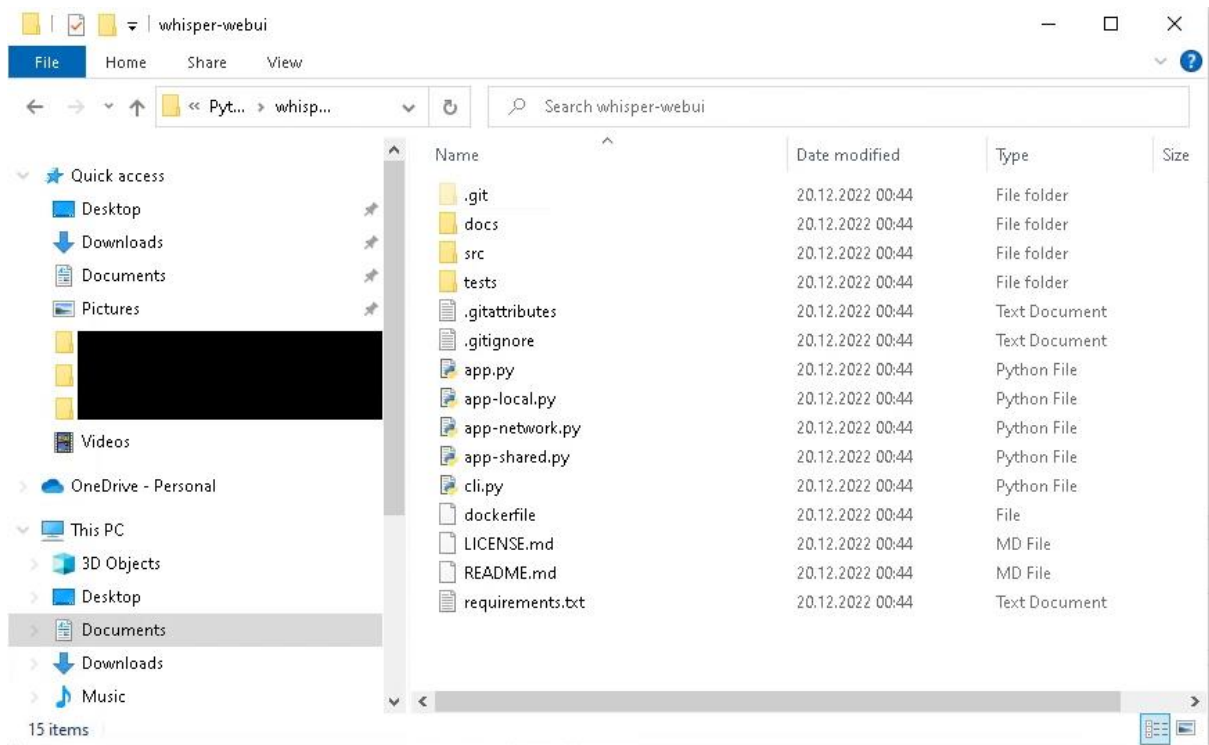 whisper-webui
File Home Share View
« Pyt... > whisp... Search whisper-webui
Quick access
Desktop
Downloads
Documents
Pictures
Videos
OneDrive - Personal
This PC
3D Objects
Desktop
Documents
Downloads
Music
Name Date modified Type Size
.git 20.12.2022 00:44 File folder
docs 20.12.2022 00:44 File folder
src 20.12.2022 00:44 File folder
tests 20.12.2022 00:44 File folder
.gitattributes 20.12.2022 00:44 Text Document
.gitignore 20.12.2022 00:44 Text Document
app.py 20.12.2022 00:44 Python File
app-local.py 20.12.2022 00:44 Python File
app-network.py 20.12.2022 00:44 Python File
app-shared.py 20.12.2022 00:44 Python File
cli.py 20.12.2022 00:44 Python File
dockerfile 20.12.2022 00:44 File
LICENSE.md 20.12.2022 00:44 MD File
README.md 20.12.2022 00:44 MD File
requirements.txt 20.12.2022 00:44 Text Document
15 items